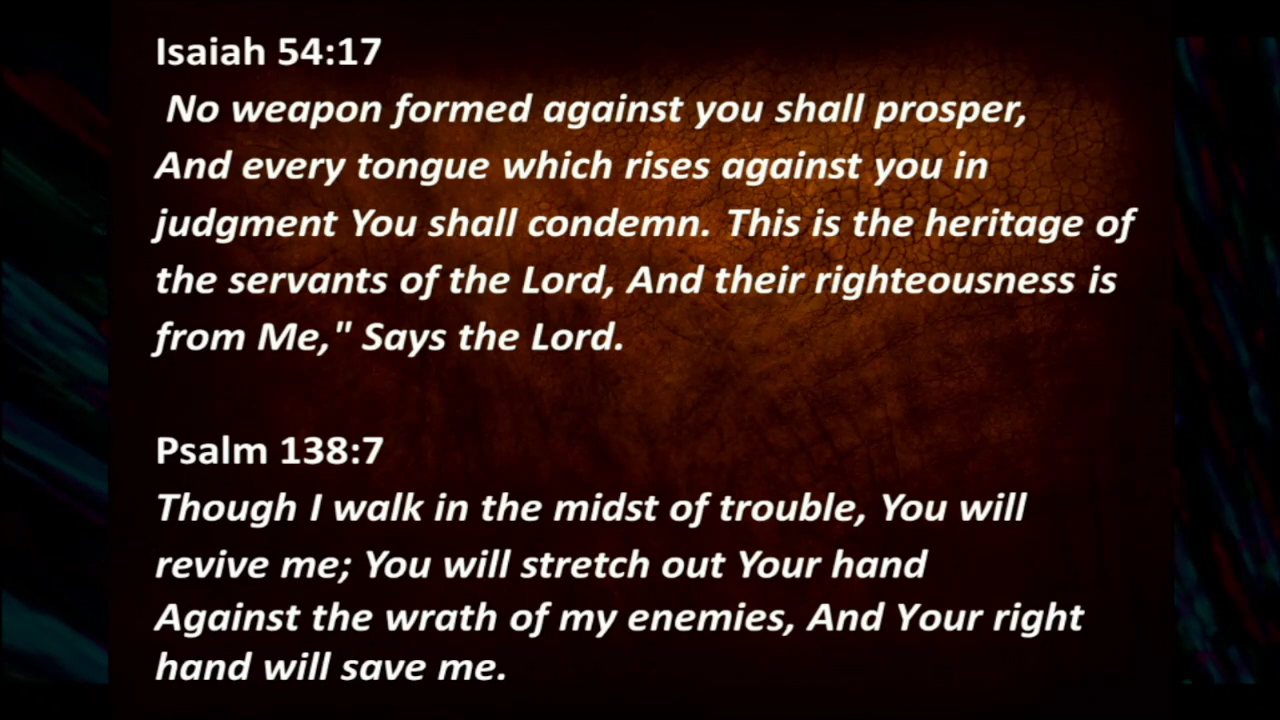 Isaiah 54:17
No weapon formed against you shall prosper,
And every tongue which rises against you in
judgment You shall condemn. This is the heritage of
the servants of the Lord, And their righteousness is
from Me," Says the Lord.
Psalm 138:7
Though I walk in the midst of trouble, You will
revive me; You will stretch out Your hand
Against the wrath of my enemies, And Your right
hand will save me.